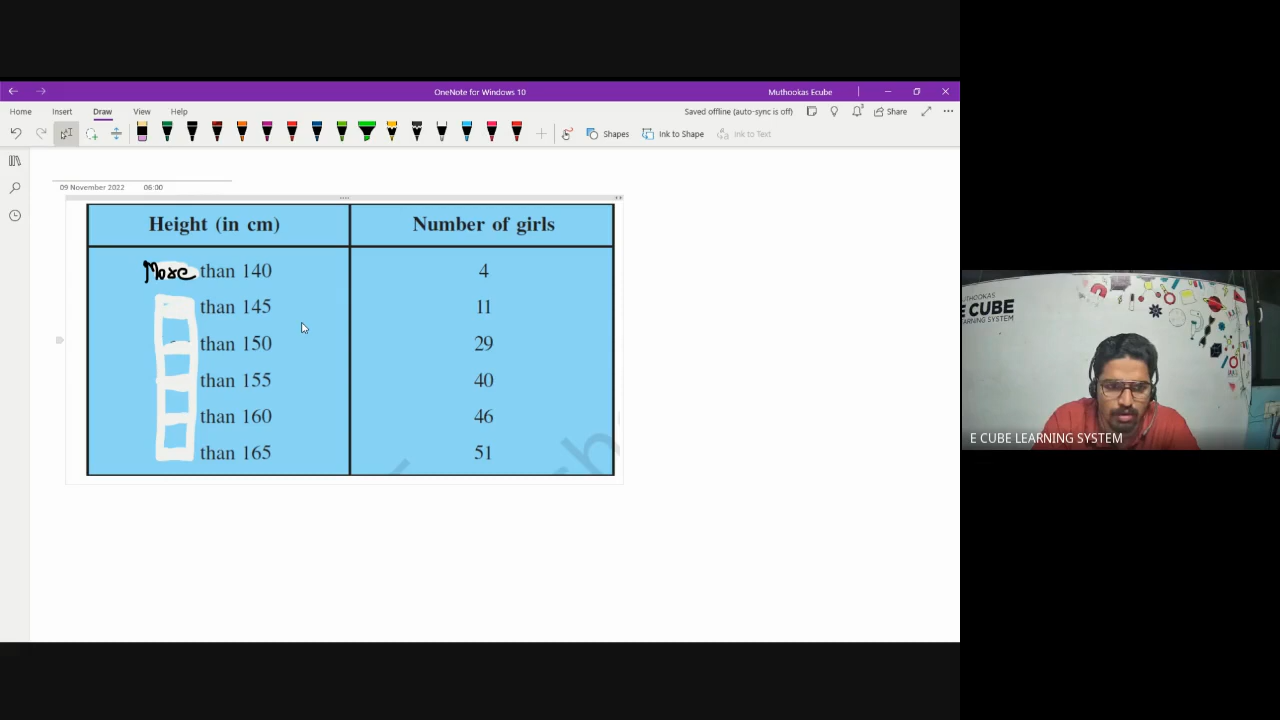 OneNote for Windows 10
Muthookas Ecube
Home Insert Draw View Help
Saved offline (auto-sync is off)
Share
Shapes
Ink to Shape
Ink to Text
09 November 2022 06:00
Height (in cm) Number of girls
More than 140 4
than 145 11
than 150 29
than 155 40
than 160 46
than 165 51
UTHOOKAS
E CUBE
EARNING SYSTEM
E CUBE LEARNING SYSTEM